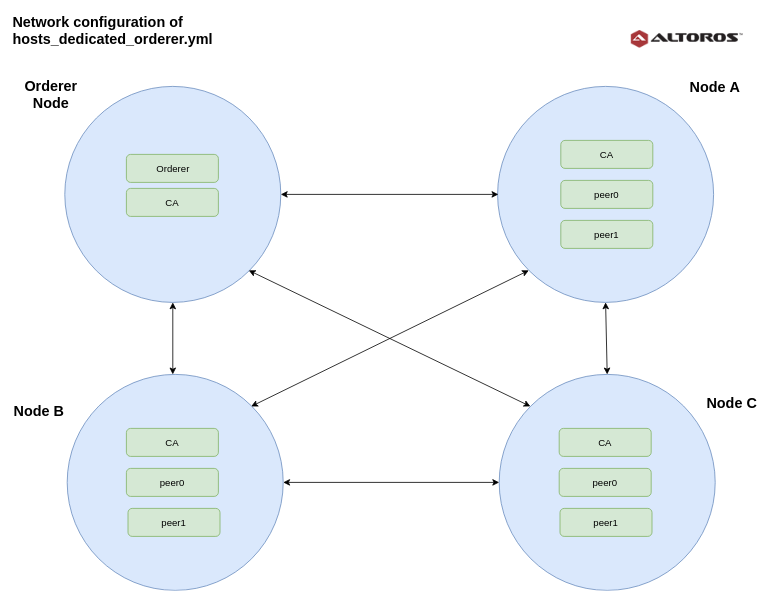 Network configuration of
hosts_dedicated_orderer.yml
ALTOROS
Orderer
Node
Orderer
CA
Node A
CA
peer0
peer1
Node B
CA
peer0
peer1
Node C
CA
peer0
peer1